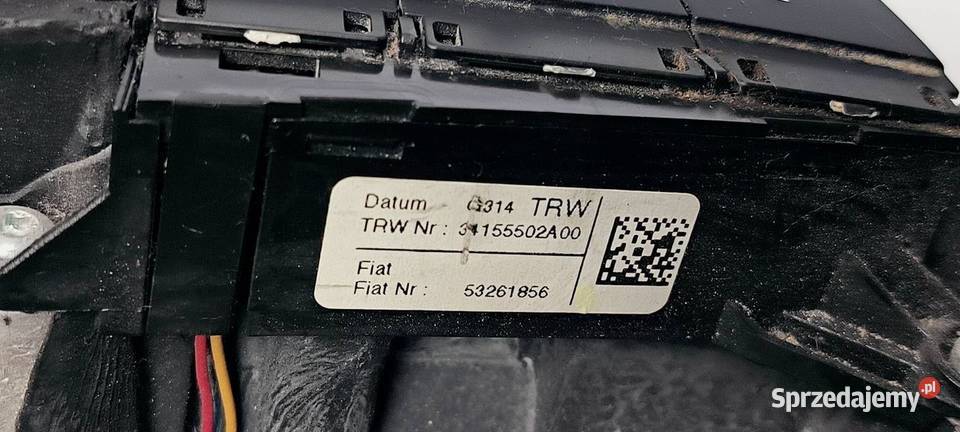 Datum G314 TRW
TRW Nr : 34155502A00
Fiat
Fiat Nr : 53261856
Sprzedajemy .pl